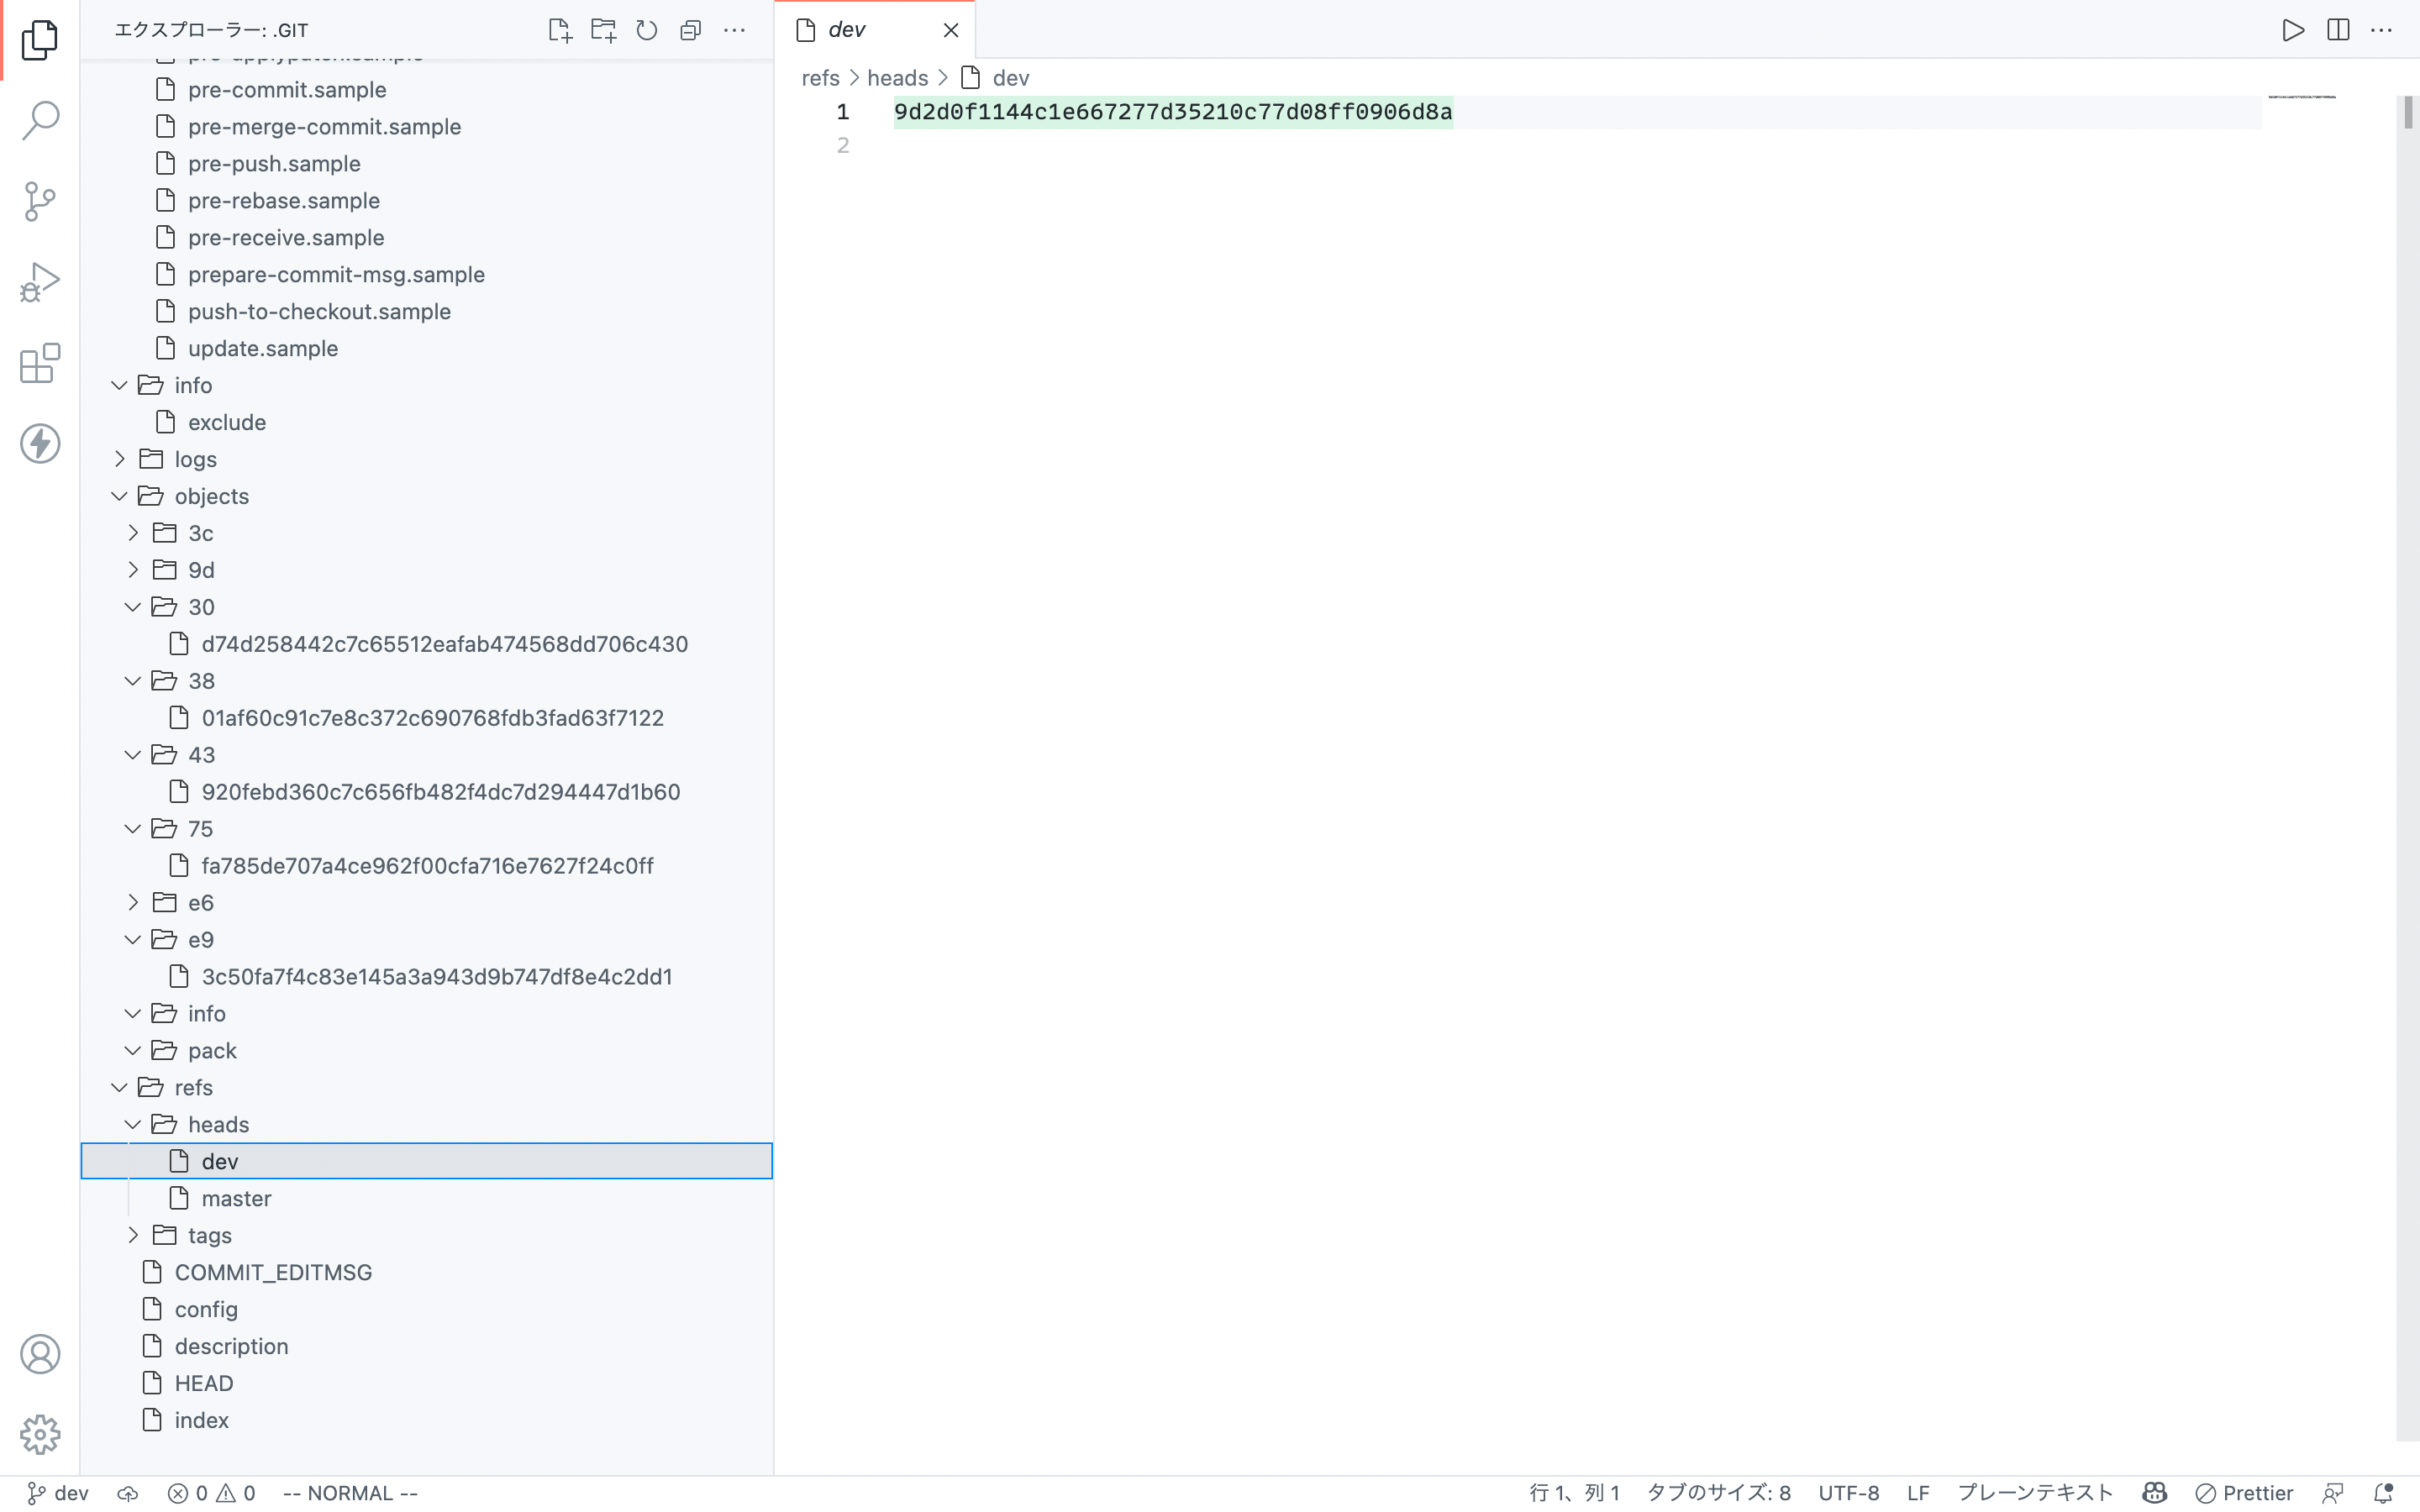 エクスプローラー: .GIT
pre-applypatch.sample
pre-commit.sample
pre-merge-commit.sample
pre-push.sample
pre-rebase.sample
pre-receive.sample
prepare-commit-msg.sample
push-to-checkout.sample
update.sample
info
exclude
logs
objects
3c
9d
30
d74d258442c7c65512eafab474568dd706c430
38
01af60c91c7e8c372c690768fdb3fad63f7122
43
920febd360c7c656fb482f4dc7d294447d1b60
75
fa785de707a4ce962f00cfa716e7627f24c0ff
e6
e9
3c50fa7f4c83e145a3a943d9b747df8e4c2dd1
info
pack
refs
heads
dev
master
tags
COMMIT_EDITMSG
config
description
HEAD
index
dev
refs > heads > dev
1 9d2d0f1144c1e667277d35210c77d08ff0906d8a
2
dev 0 0 -- NORMAL -- 行 1、列 1 タブのサイズ: 8 UTF-8 LF プレーンテキスト Prettier